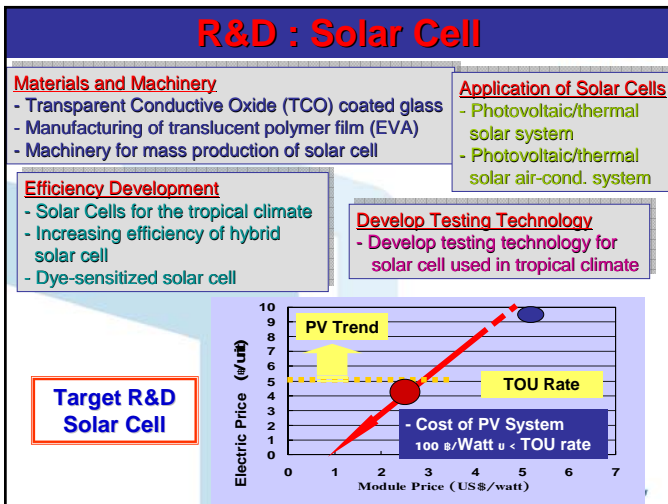 R&D : Solar Cell
Materials and Machinery
- Transparent Conductive Oxide (TCO) coated glass
- Manufacturing of translucent polymer film (EVA)
- Machinery for mass production of solar cell
Application of Solar Cells
- Photovoltaic/thermal
solar system
- Photovoltaic/thermal
solar air-cond. system
Efficiency Development
- Solar Cells for the tropical climate
- Increasing efficiency of hybrid
solar cell
- Dye-sensitized solar cell
Develop Testing Technology
- Develop testing technology for
solar cell used in tropical climate
Target R&D
Solar Cell
Electric Price (฿/unit)
10
9
8
7
6
5
4
3
2
1
0
PV Trend
TOU Rate
- Cost of PV System
100 ฿/Watt < TOU rate
0 1 2 3 4 5 6 7
Module Price (US$/watt)